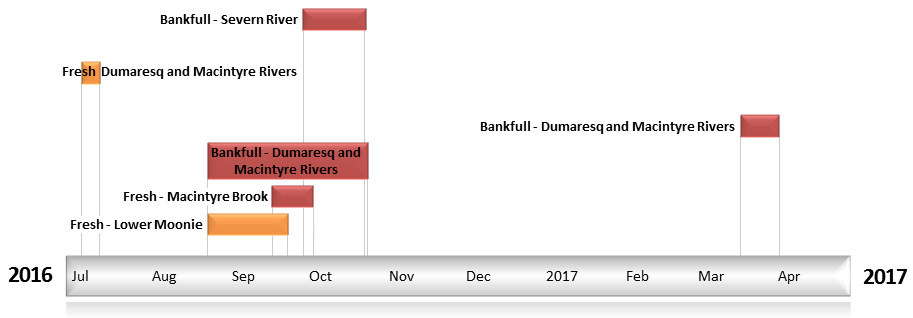 Bankfull - Severn River
Fresh Dumaresq and Macintyre Rivers
Bankfull - Dumaresq and Macintyre Rivers
Bankfull - Dumaresq and
Macintyre Rivers
Fresh - Macintyre Brook
Fresh - Lower Moonie
2016 Jul Aug Sep Oct Nov Dec 2017 Feb Mar Apr 2017